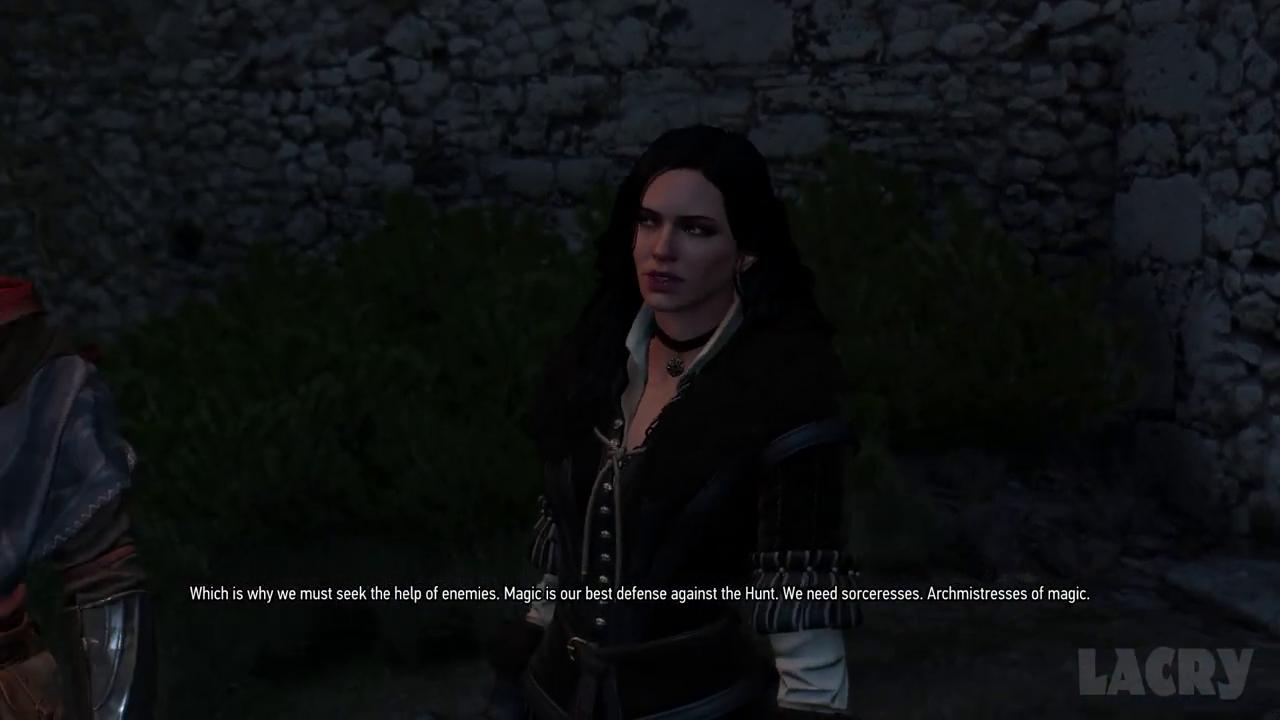 Which is why we must seek the help of enemies. Magic is our best defense against the Hunt. We need sorceresses. Archmistresses of magic.
LACRY